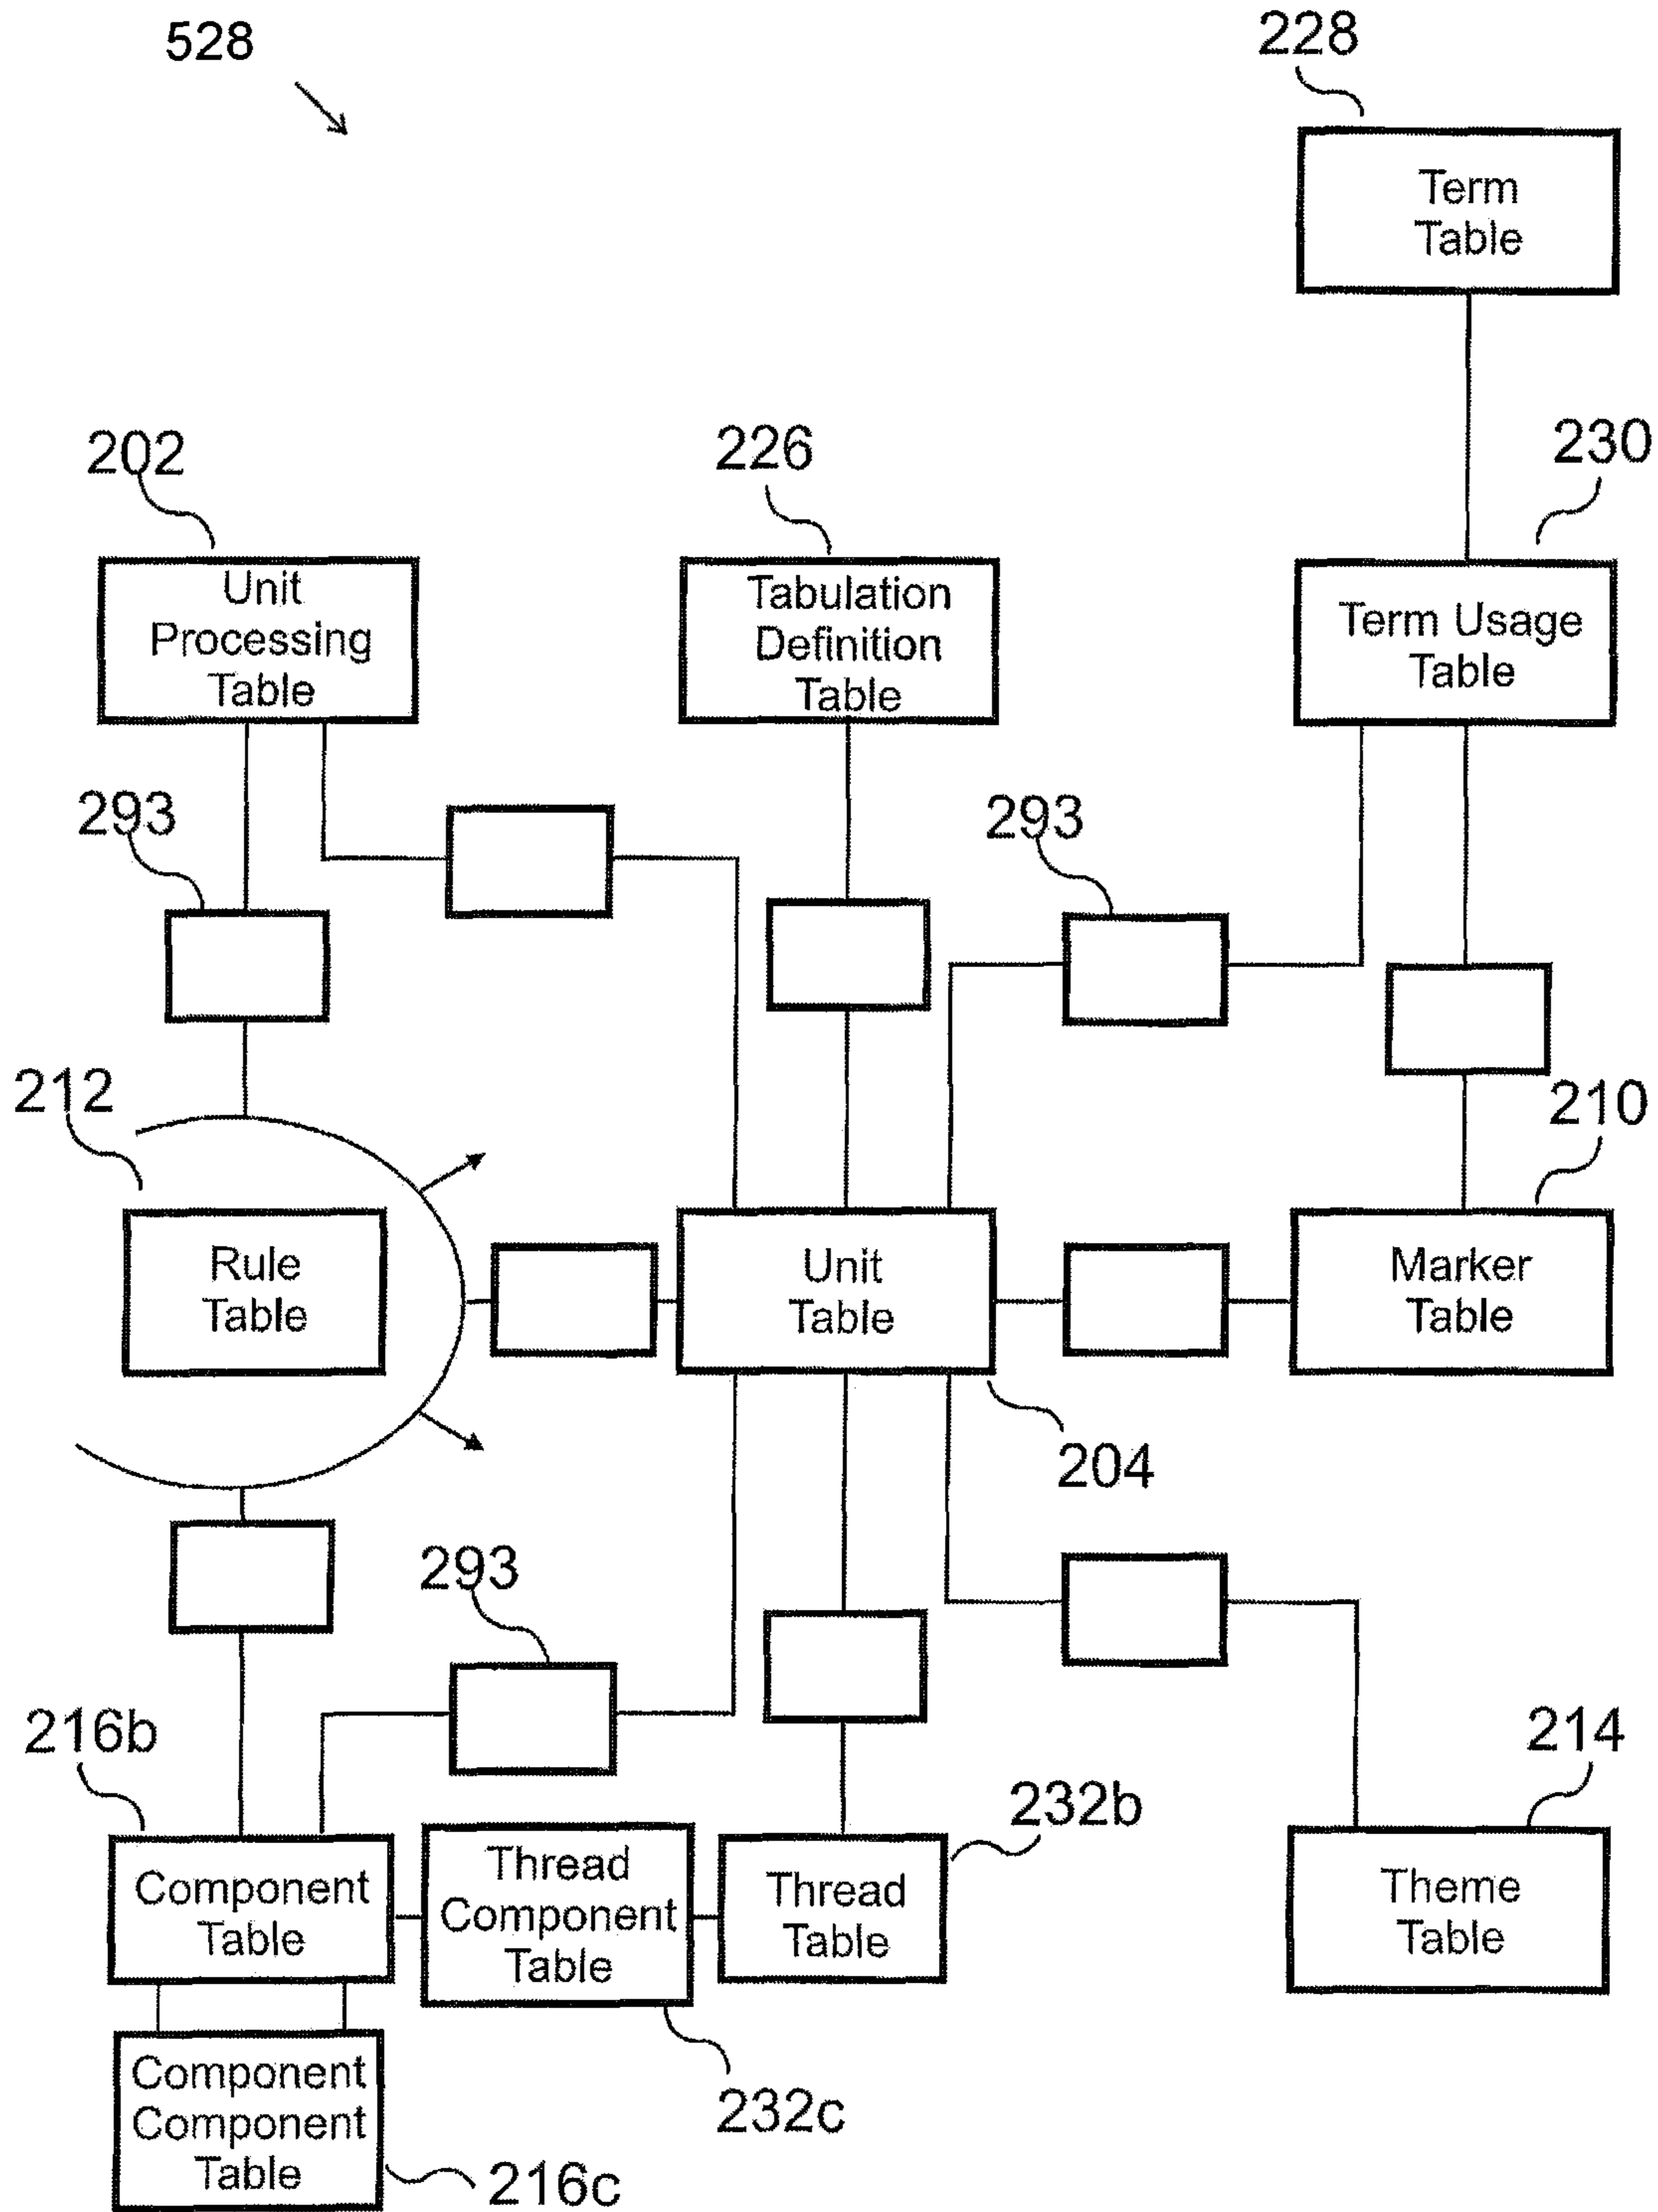 528
228
Term
Table
202
226
230
Unit
Processing
Table
Tabulation
Definition
Table
Term Usage
Table
293
293
212
210
Rule
Table
Unit
Table
Marker
Table
204
293
216b
214
232b
Component
Table
Thread
Component
Table
Thread
Table
Theme
Table
232c
Component
Component
Table
216c